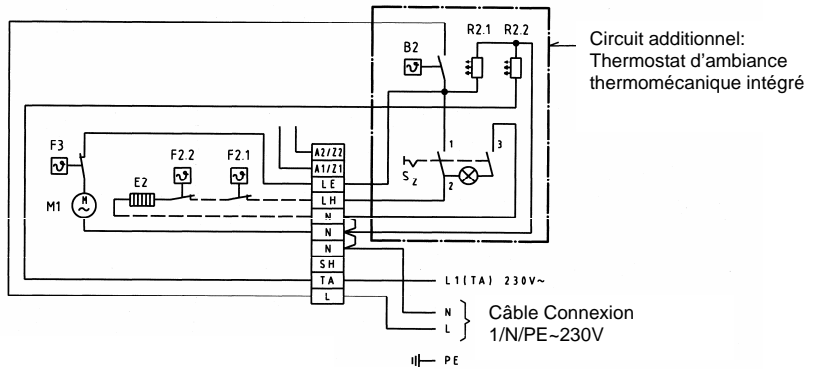 R2.1 R2.2
B2
Circuit additionnel:
Thermostat d'ambiance
thermomécanique intégré
F3
F2.2 F2.1
E2
M1
M
~
A2/Z2
A1/Z1
LE
LH
N
N
N
SH
TA
L
1 3
S Z 2
L1(TA) 230V~
N
L
Câble Connexion
1/N/PE~230V
PE